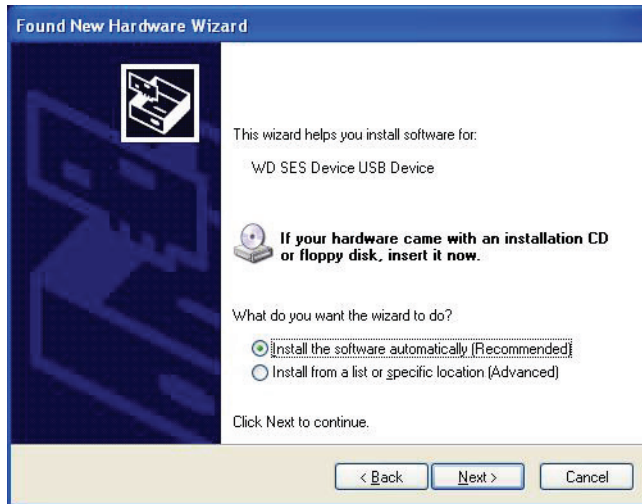 Found New Hardware Wizard
This wizard helps you install software for:
WD SES Device USB Device
If your hardware came with an installation CD
or floppy disk, insert it now.
What do you want the wizard to do?
Install the software automatically (Recommended)
Install from a list or specific location (Advanced)
Click Next to continue.
< Back Next > Cancel